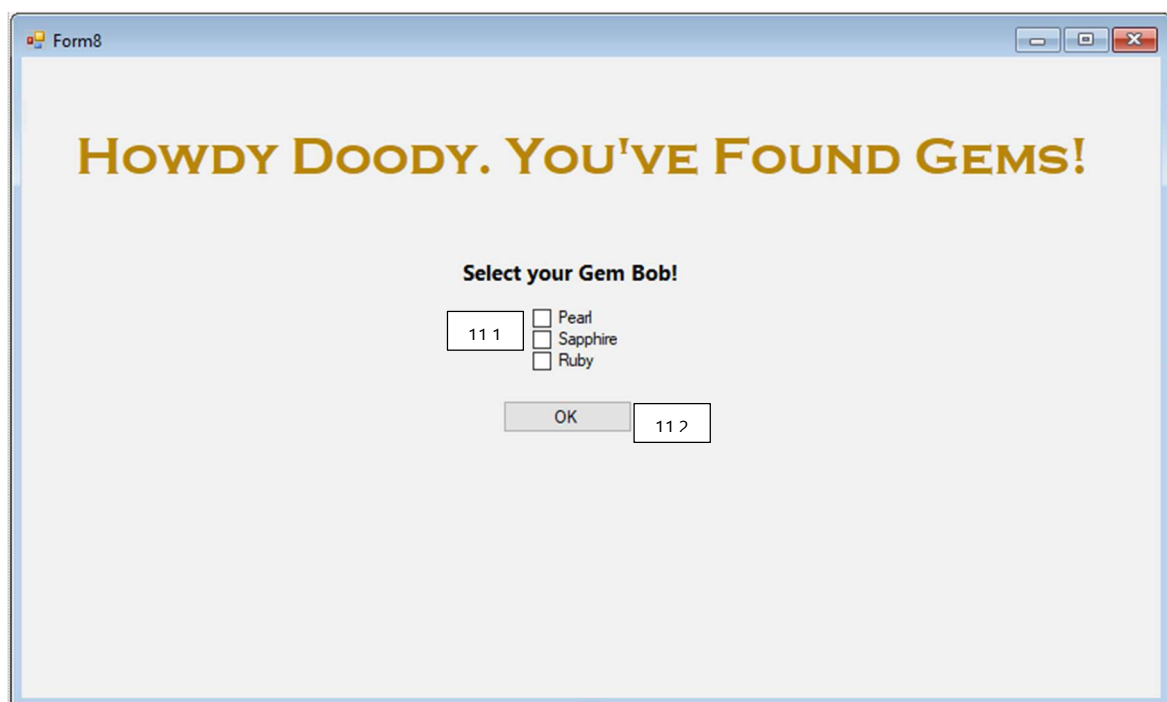 Form8
Howdy Doody. You've Found Gems!
Select your Gem Bob!
Pearl
11.1
Sapphire
Ruby
OK
11.2